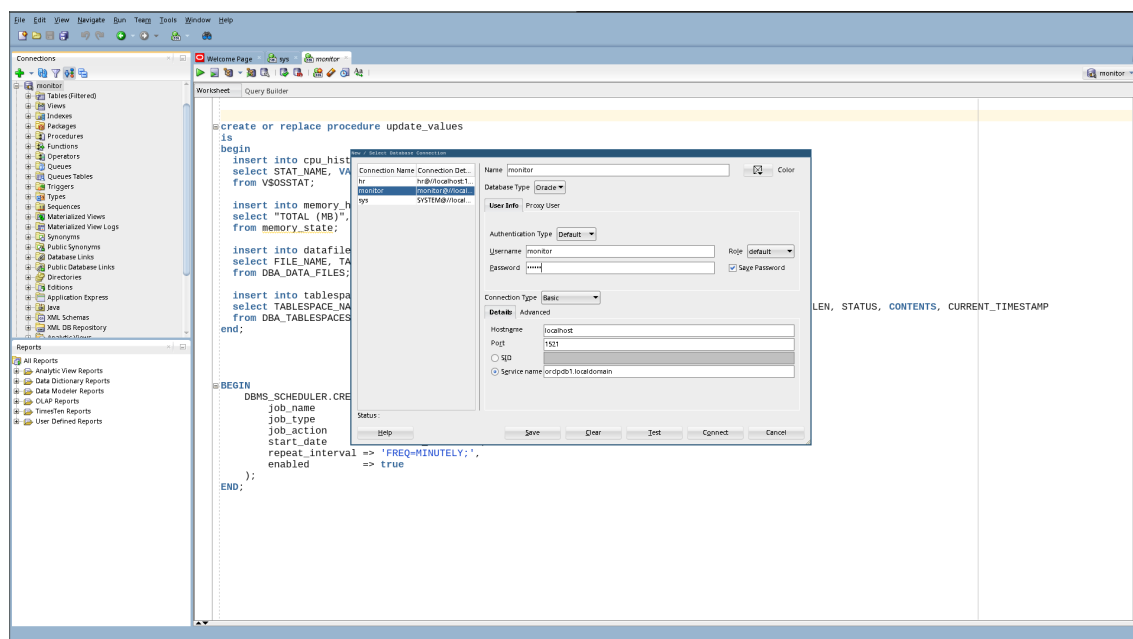 File Edit View Navigate Run Team Tools Window Help
Connections
monitor
Tables (Filtered)
Views
Indexes
Packages
Procedures
Functions
Operators
Queues
Queues Tables
Triggers
Types
Sequences
Materialized Views
Materialized View Logs
Synonyms
Public Synonyms
Database Links
Public Database Links
Directories
Editions
Application Express
Java
XML Schemas
XML DB Repository
Reports
All Reports
Analytic View Reports
Data Dictionary Reports
Data Modeler Reports
OLAP Reports
TimesTen Reports
User Defined Reports
Welcome Page sys monitor
monitor
Worksheet Query Builder
create or replace procedure update_values
is
begin
insert into cpu_hist
select STAT_NAME, VA
from V$OSSTAT;
insert into memory_h
select "TOTAL (MB)",
from memory_state;
insert into datafile
select FILE_NAME, TA
from DBA_DATA_FILES;
insert into tablespa
select TABLESPACE_NA LEN, STATUS, CONTENTS, CURRENT_TIMESTAMP
from DBA_TABLESPACES
end;
BEGIN
DBMS_SCHEDULER.CRE
job_name
job_type
job_action
start_date
repeat_interval => 'FREQ=MINUTELY;',
enabled => true
);
END;
New / Select Database Connection
Connection Name Connection Det...
hr hr@//localhost:1...
monitor monitor@//local...
sys SYSTEM@//local...
Name monitor Color
Database Type Oracle
User Info Proxy User
Authentication Type Default
Username monitor Role default
Password Save Password
Connection Type Basic
Details Advanced
Hostname localhost
Port 1521
SID
Service name orclpdb1.localdomain
Status :
Help Save Clear Test Connect Cancel